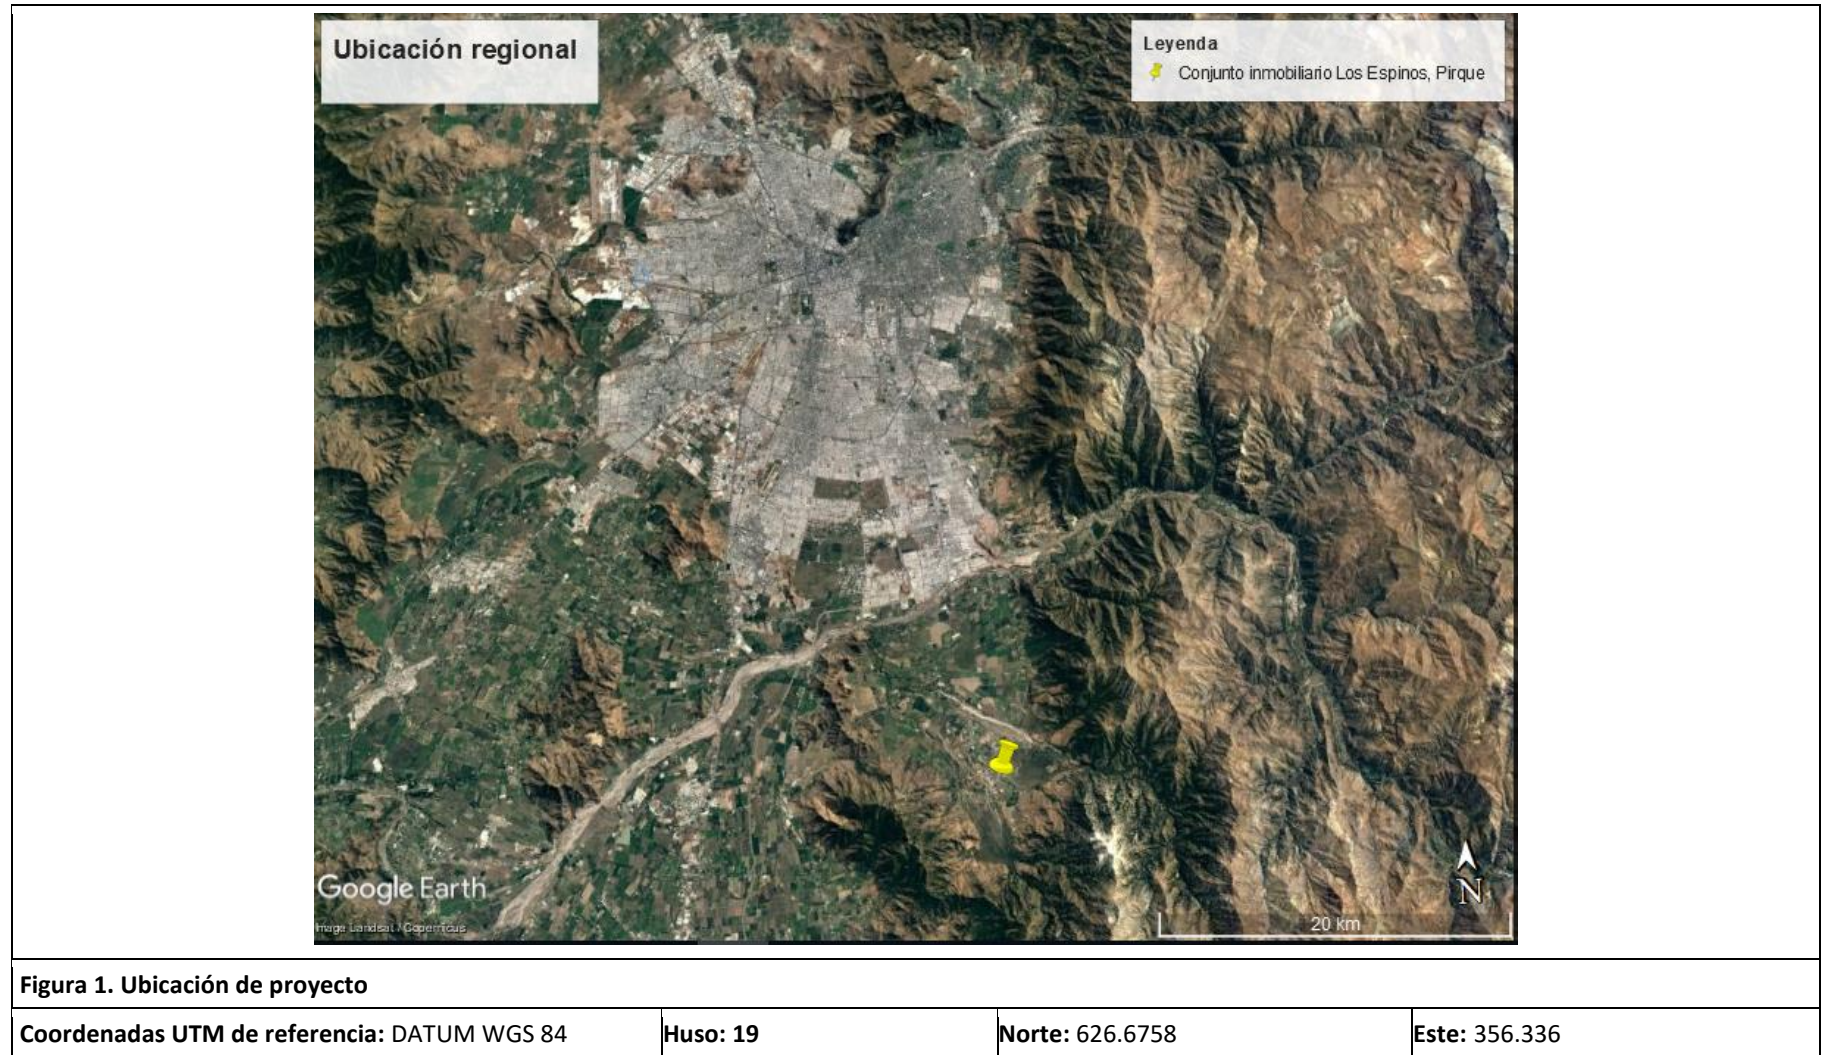 Ubicación regional
Leyenda
Conjunto inmobiliario Los Espinos, Pirque
Google Earth
Image Landsat / Copernicus
20 km
N
Figura 1. Ubicación de proyecto
Coordenadas UTM de referencia: DATUM WGS 84 Huso: 19 Norte: 626.6758 Este: 356.336